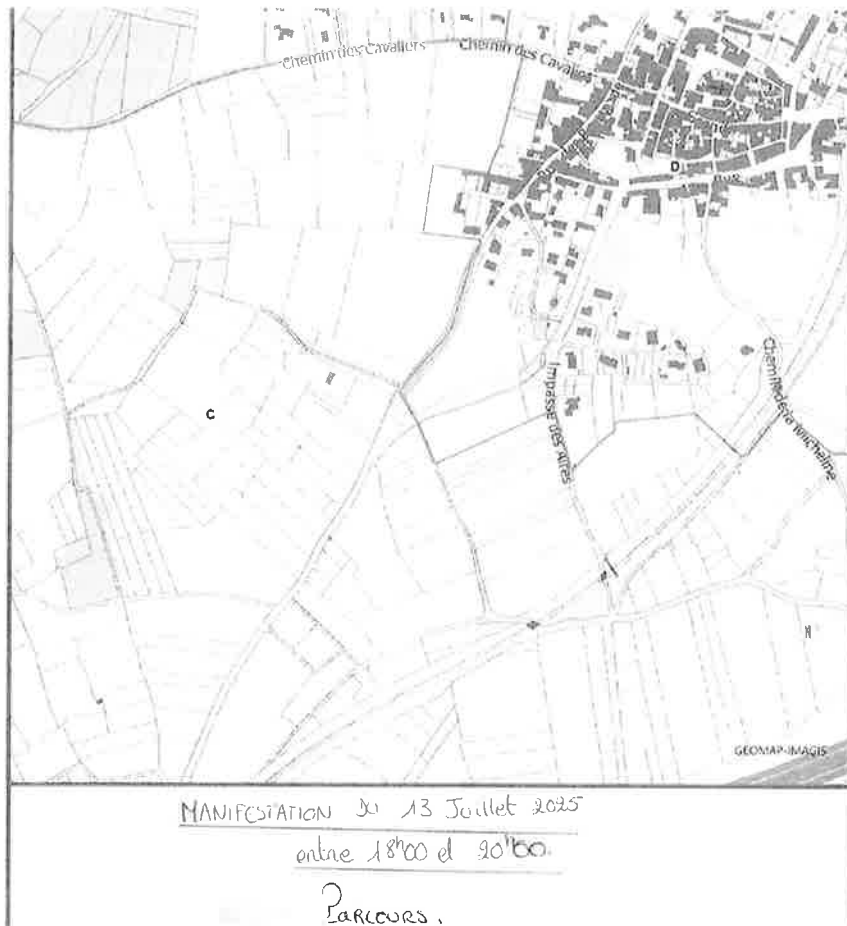 Chemin des Cavaliers
Chemin des Cavaliers
D
Rue
Impasse des Aires
Chemin de la Micheline
C
GEOMAP-IMAGIS
MANIFESTATION DU 13 Juillet 2025
entre 18h00 et 20h00.
PARCOURS.